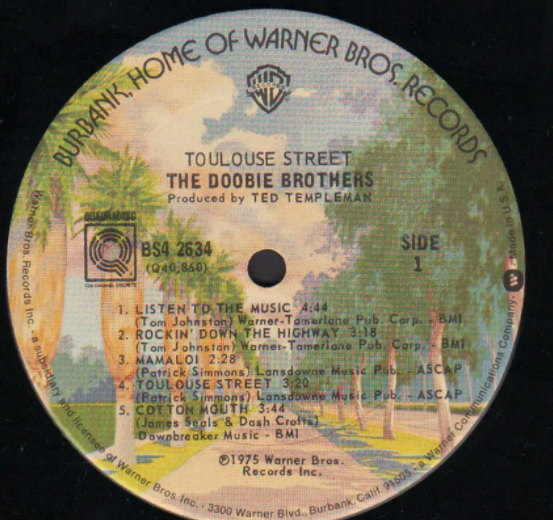 BURBANK, HOME OF WARNER BROS. RECORDS
TOULOUSE STREET
THE DOOBIE BROTHERS
Produced by TED TEMPLEMAN
QUADRADISC
BS4 2634
(Q40,860)
CD4-CHANNEL DISCRETE
SIDE
1
1. LISTEN TO THE MUSIC 4:44
(Tom Johnston) Warner-Tamerlane Pub. Corp. - BMI
2. ROCKIN' DOWN THE HIGHWAY 3:18
(Tom Johnston) Warner-Tamerlane Pub. Corp. - BMI
3. MAMALOI 2:28
(Patrick Simmons) Lansdowne Music Pub. - ASCAP
4. TOULOUSE STREET 3:20
(Patrick Simmons) Lansdowne Music Pub. - ASCAP
5. COTTON MOUTH 3:44
(James Seals & Dash Crofts)
Dawnbreaker Music - BMI
℗1975 Warner Bros.
Records Inc.
Warner Bros. Records Inc. - a subsidiary and licensee of Warner Bros. Inc. - 3300 Warner Blvd., Burbank, Calif. 91505 - a Warner Communications Company. Made in U.S.A.